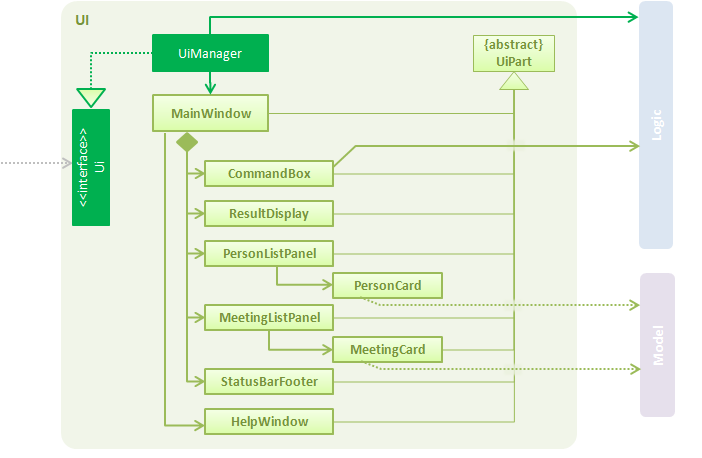 UI
UiManager
{abstract}
UiPart
Logic
MainWindow
<<interface>>
Ui
CommandBox
ResultDisplay
PersonListPanel
PersonCard
MeetingListPanel
Model
MeetingCard
StatusBarFooter
HelpWindow